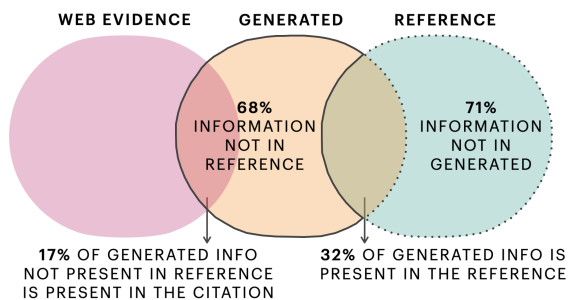 WEB EVIDENCE
GENERATED
REFERENCE
68%
INFORMATION
NOT IN
REFERENCE
71%
INFORMATION
NOT IN
GENERATED
17% OF GENERATED INFO
NOT PRESENT IN REFERENCE
IS PRESENT IN THE CITATION
32% OF GENERATED INFO IS
PRESENT IN THE REFERENCE